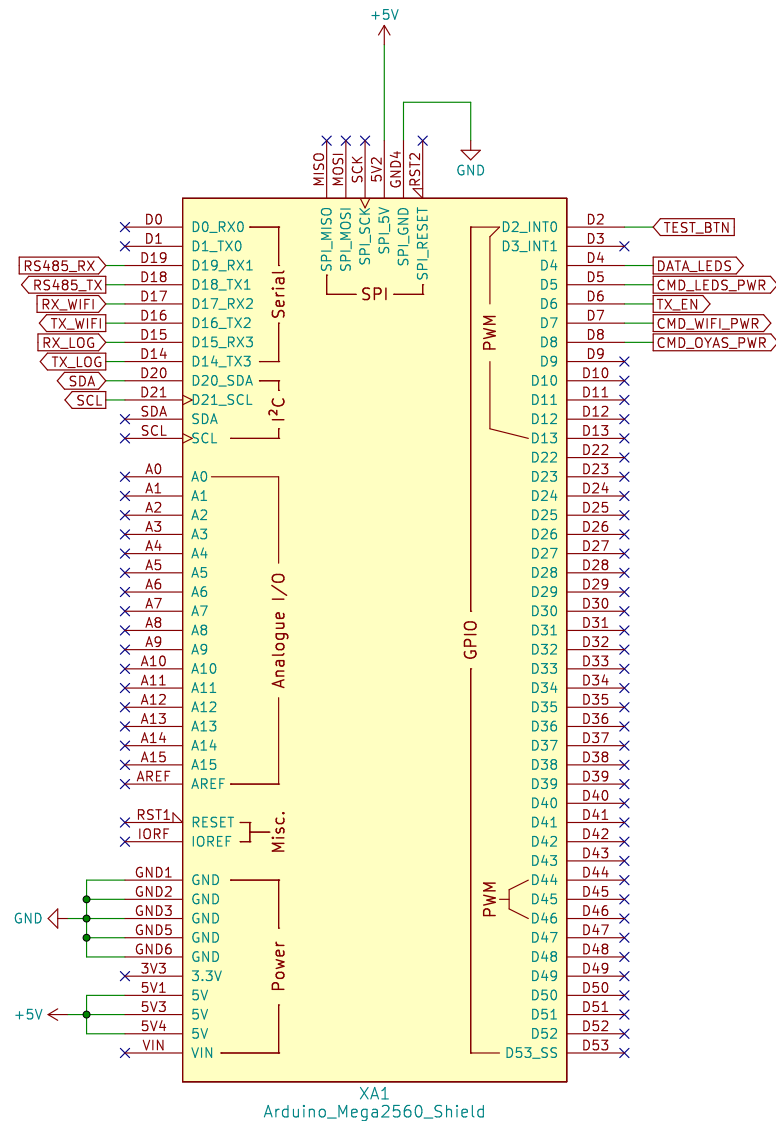 +5V
GND
MISO
MOSI
SCK
5V2
GND4
RST2
SPI_MISO
SPI_MOSI
SPI_SCK
SPI_5V
SPI_GND
SPI_RESET
SPI
D0 D0_RX0
D1 D1_TX0
RS485_RX D19 D19_RX1
RS485_TX D18 D18_TX1
RX_WIFI D17 D17_RX2
TX_WIFI D16 D16_TX2
RX_LOG D15 D15_RX3
TX_LOG D14 D14_TX3
Serial
SDA D20 D20_SDA
SCL D21 D21_SCL
SDA SDA
SCL SCL
I²C
A0 A0
A1 A1
A2 A2
A3 A3
A4 A4
A5 A5
A6 A6
A7 A7
A8 A8
A9 A9
A10 A10
A11 A11
A12 A12
A13 A13
A14 A14
A15 A15
AREF AREF
Analogue I/O
RST1 RESET
IORF IOREF
Misc.
GND1 GND
GND2 GND
GND GND3 GND
GND5 GND
GND6 GND
3V3 3.3V
5V1 5V
+5V 5V3 5V
5V4 5V
VIN VIN
Power
D2_INT0 D2 TEST_BTN
D3_INT1 D3
D4 D4 DATA_LEDS
D5 D5 CMD_LEDS_PWR
D6 D6 TX_EN
D7 D7 CMD_WIFI_PWR
D8 D8 CMD_OYAS_PWR
D9 D9
D10 D10
D11 D11
D12 D12
D13 D13
PWM
D22 D22
D23 D23
D24 D24
D25 D25
D26 D26
D27 D27
D28 D28
D29 D29
D30 D30
D31 D31
D32 D32
D33 D33
D34 D34
D35 D35
D36 D36
D37 D37
D38 D38
D39 D39
D40 D40
D41 D41
D42 D42
D43 D43
D44 D44
D45 D45
D46 D46
PWM
D47 D47
D48 D48
D49 D49
D50 D50
D51 D51
D52 D52
D53_SS D53
GPIO
XA1
Arduino_Mega2560_Shield